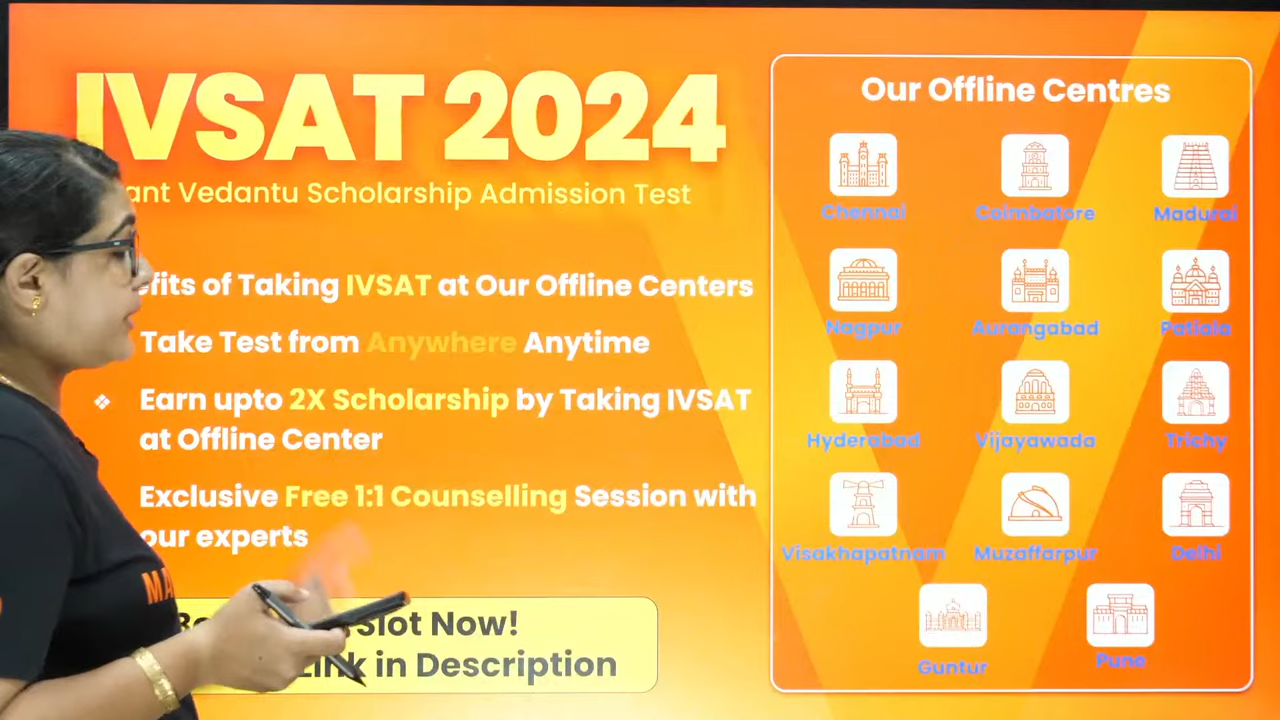 IVSAT 2024
Vedantu Scholarship Admission Test
of Taking IVSAT at Our Offline Centers
Take Test from Anywhere Anytime
Earn upto 2X Scholarship by Taking IVSAT
at Offline Center
Exclusive Free 1:1 Counselling Session with
our experts
Slot Now!
Link in Description
Our Offline Centres
Chennai
Coimbatore
Madurai
Nagpur
Aurangabad
Patiala
Hyderabad
Vijayawada
Trichy
Visakhapatnam
Muzaffarpur
Delhi
Guntur
Pune